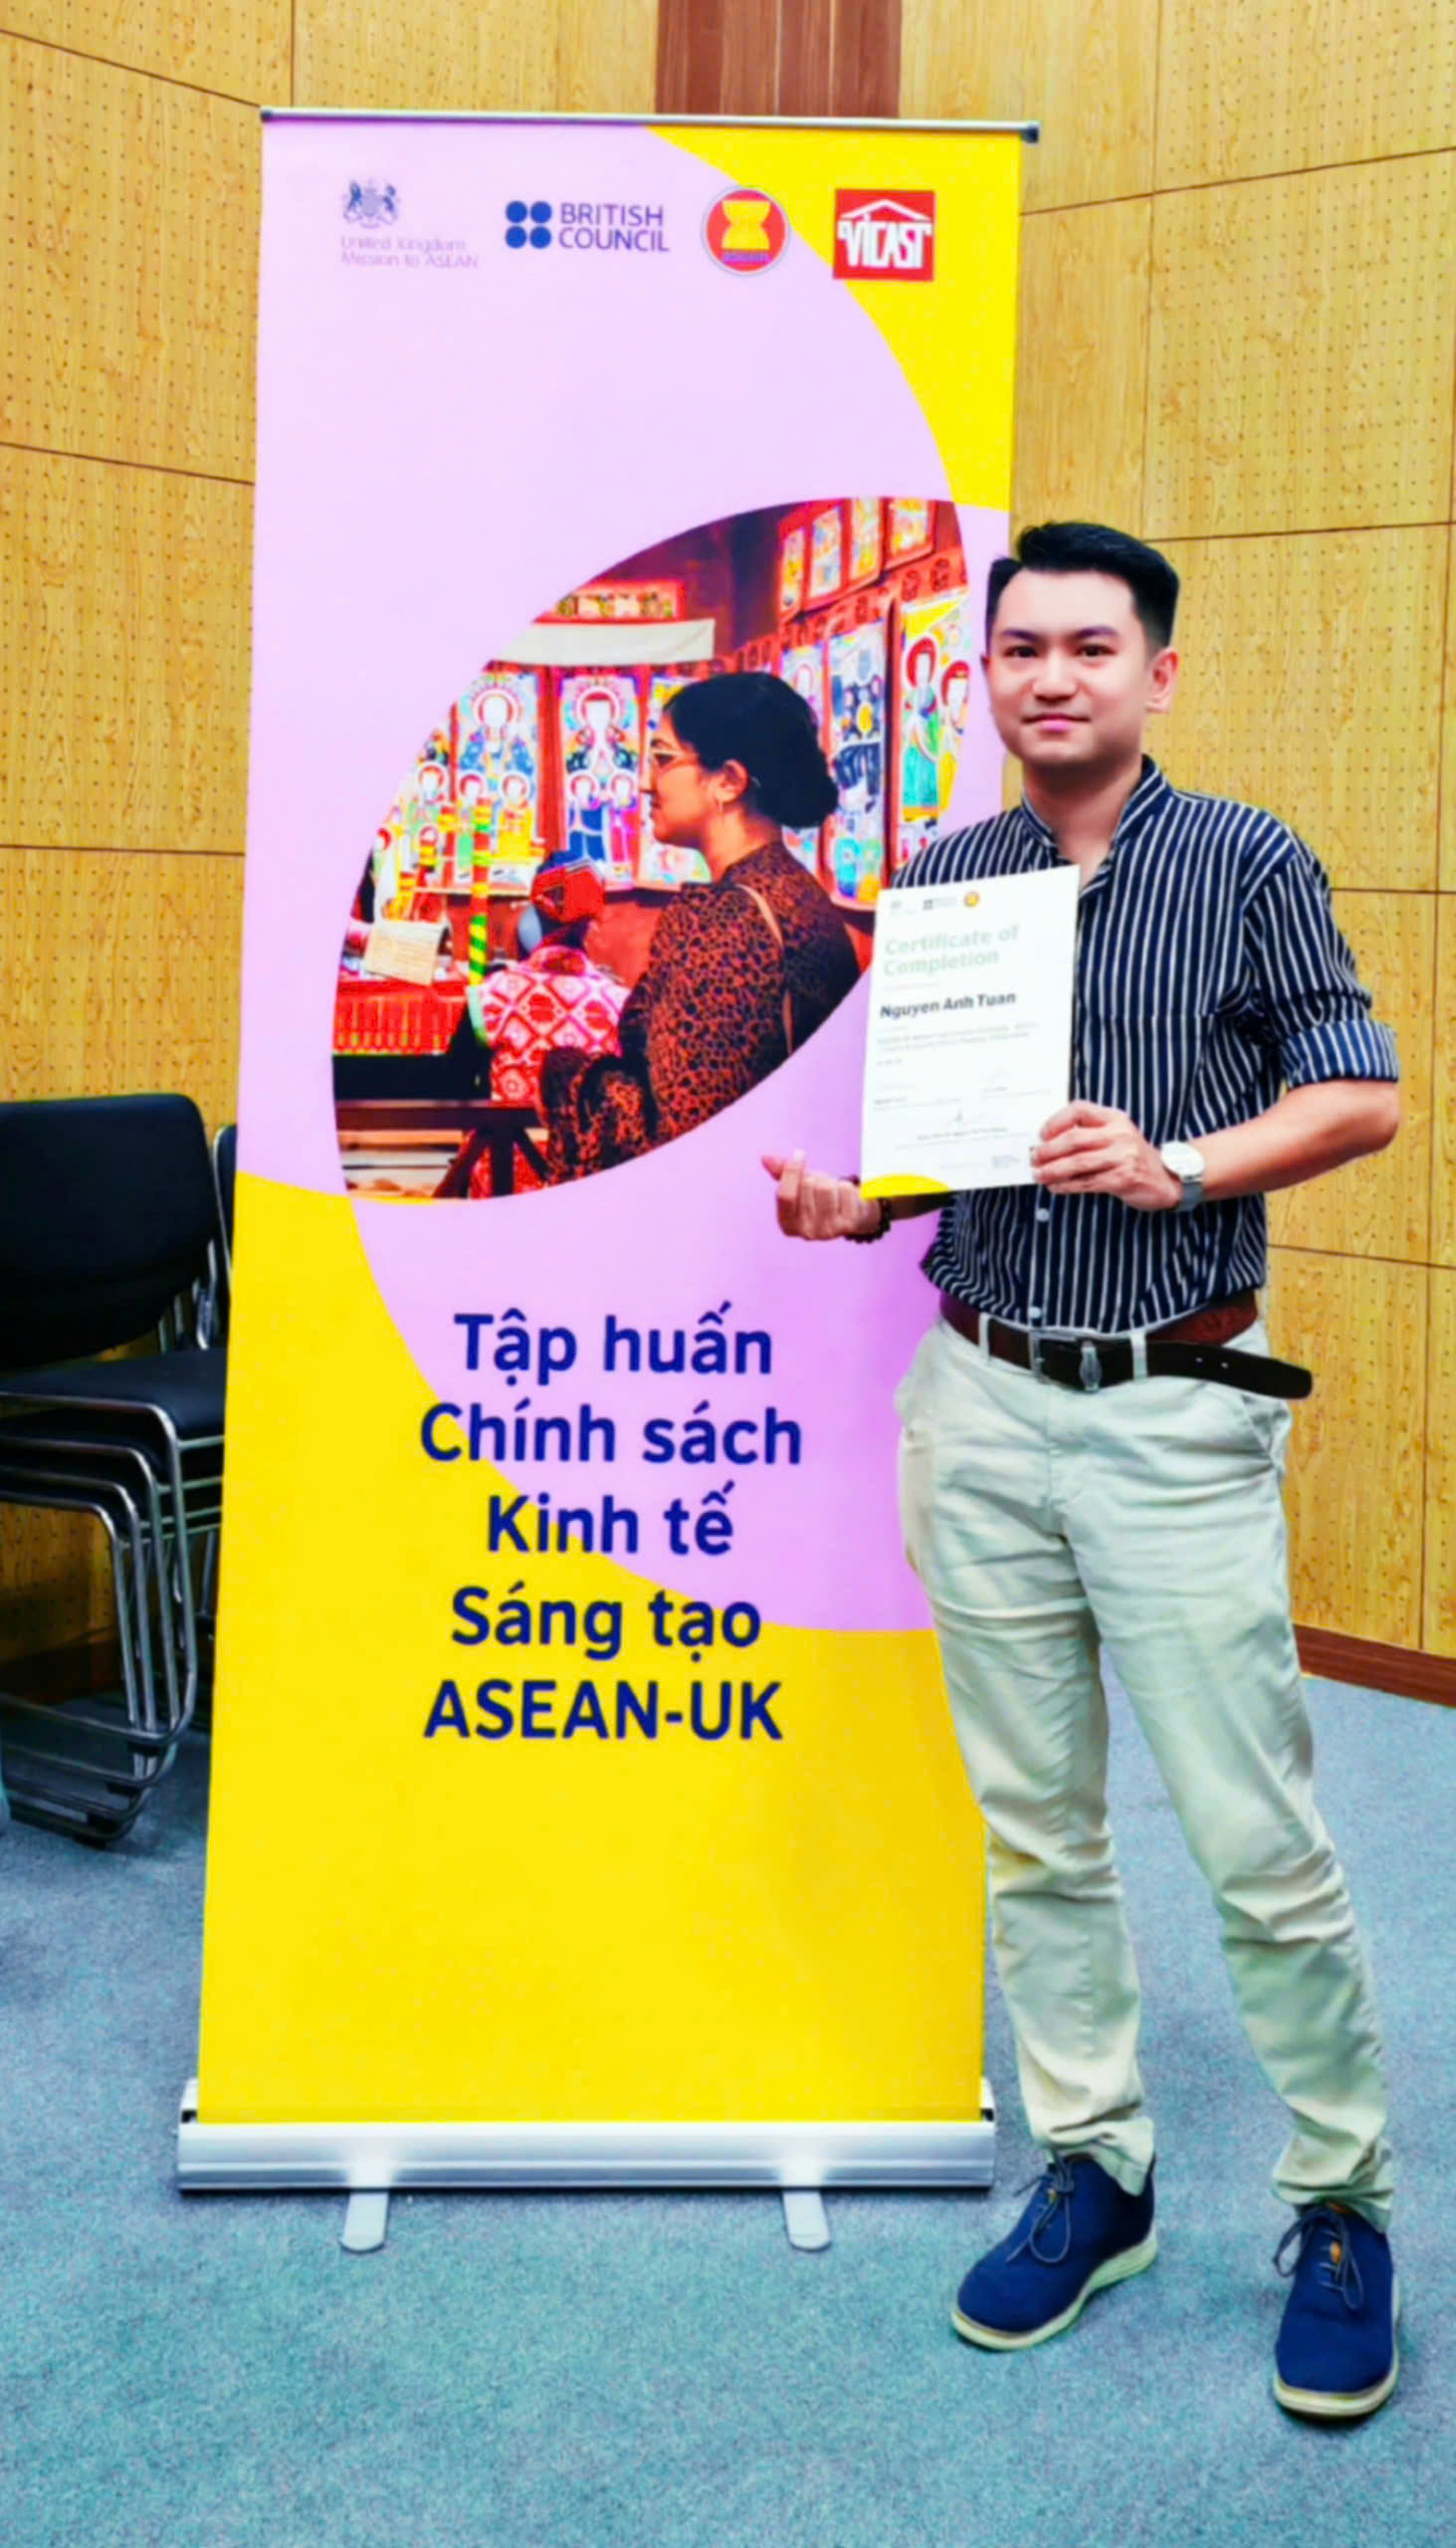 United Kingdom
Mission to ASEAN
BRITISH
COUNCIL
asean
VICAST
Certificate of
Completion
Nguyen Anh Tuan
Tập huấn
Chính sách
Kinh tế
Sáng tạo
ASEAN-UK